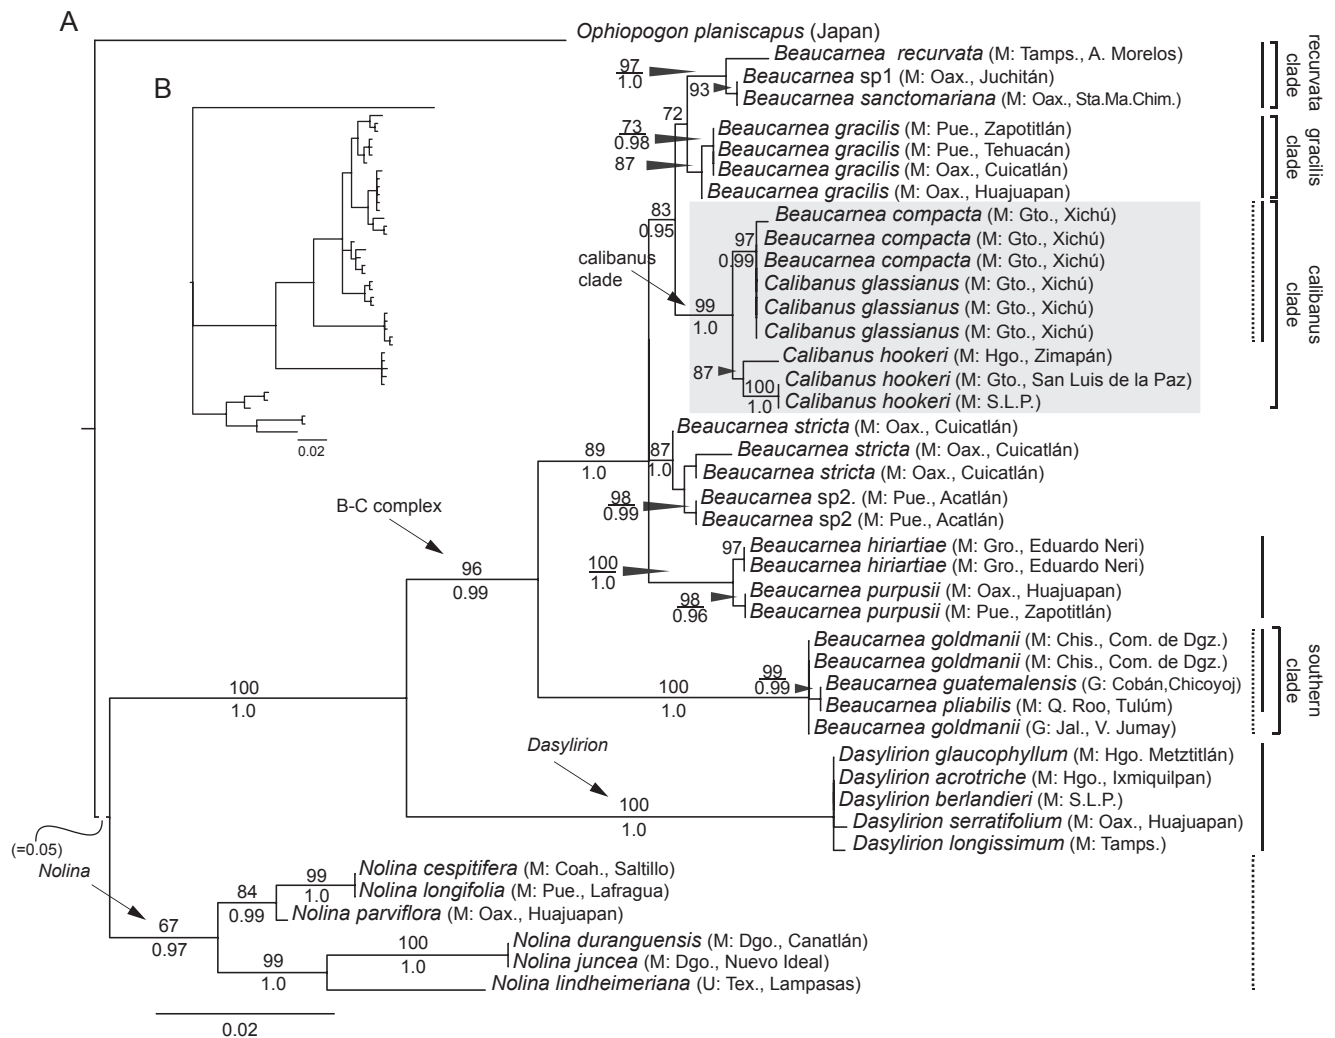 A
Ophiopogon planiscapus (Japan)
Beaucarnea recurvata (M: Tamps., A. Morelos)
97
1.0
Beaucarnea sp1 (M: Oax., Juchitán)
93
Beaucarnea sanctomariana (M: Oax., Sta.Ma.Chim.)
recurvata
clade
B
72
73
0.98
Beaucarnea gracilis (M: Pue., Zapotitlán)
Beaucarnea gracilis (M: Pue., Tehuacán)
87
Beaucarnea gracilis (M: Oax., Cuicatlán)
Beaucarnea gracilis (M: Oax., Huajuapan)
gracilis
clade
83
0.95
Beaucarnea compacta (M: Gto., Xichú)
97
0.99
Beaucarnea compacta (M: Gto., Xichú)
Beaucarnea compacta (M: Gto., Xichú)
calibanus
clade
Calibanus glassianus (M: Gto., Xichú)
99
1.0
Calibanus glassianus (M: Gto., Xichú)
Calibanus glassianus (M: Gto., Xichú)
calibanus
clade
Calibanus hookeri (M: Hgo., Zimapán)
87
100
1.0
Calibanus hookeri (M: Gto., San Luis de la Paz)
Calibanus hookeri (M: S.L.P.)
0.02
Beaucarnea stricta (M: Oax., Cuicatlán)
89
1.0
87
1.0
Beaucarnea stricta (M: Oax., Cuicatlán)
Beaucarnea stricta (M: Oax., Cuicatlán)
98
0.99
Beaucarnea sp2. (M: Pue., Acatlán)
Beaucarnea sp2 (M: Pue., Acatlán)
B-C complex
97
Beaucarnea hiriartiae (M: Gro., Eduardo Neri)
Beaucarnea hiriartiae (M: Gro., Eduardo Neri)
100
1.0
96
0.99
98
0.96
Beaucarnea purpusii (M: Oax., Huajuapan)
Beaucarnea purpusii (M: Pue., Zapotitlán)
Beaucarnea goldmanii (M: Chis., Com. de Dgz.)
Beaucarnea goldmanii (M: Chis., Com. de Dgz.)
99
0.99
Beaucarnea guatemalensis (G: Cobán,Chicoyoj)
100
1.0
100
1.0
Beaucarnea pliabilis (M: Q. Roo, Tulúm)
Beaucarnea goldmanii (G: Jal., V. Jumay)
southern
clade
Dasylirion
Dasylirion glaucophyllum (M: Hgo. Metztitlán)
Dasylirion acrotriche (M: Hgo., Ixmiquilpan)
100
1.0
Dasylirion berlandieri (M: S.L.P.)
Dasylirion serratifolium (M: Oax., Huajuapan)
Dasylirion longissimum (M: Tamps.)
(=0.05)
Nolina
99
1.0
Nolina cespitifera (M: Coah., Saltillo)
Nolina longifolia (M: Pue., Lafragua)
84
0.99
Nolina parviflora (M: Oax., Huajuapan)
67
0.97
100
1.0
Nolina duranguensis (M: Dgo., Canatlán)
Nolina juncea (M: Dgo., Nuevo Ideal)
99
1.0
Nolina lindheimeriana (U: Tex., Lampasas)
0.02